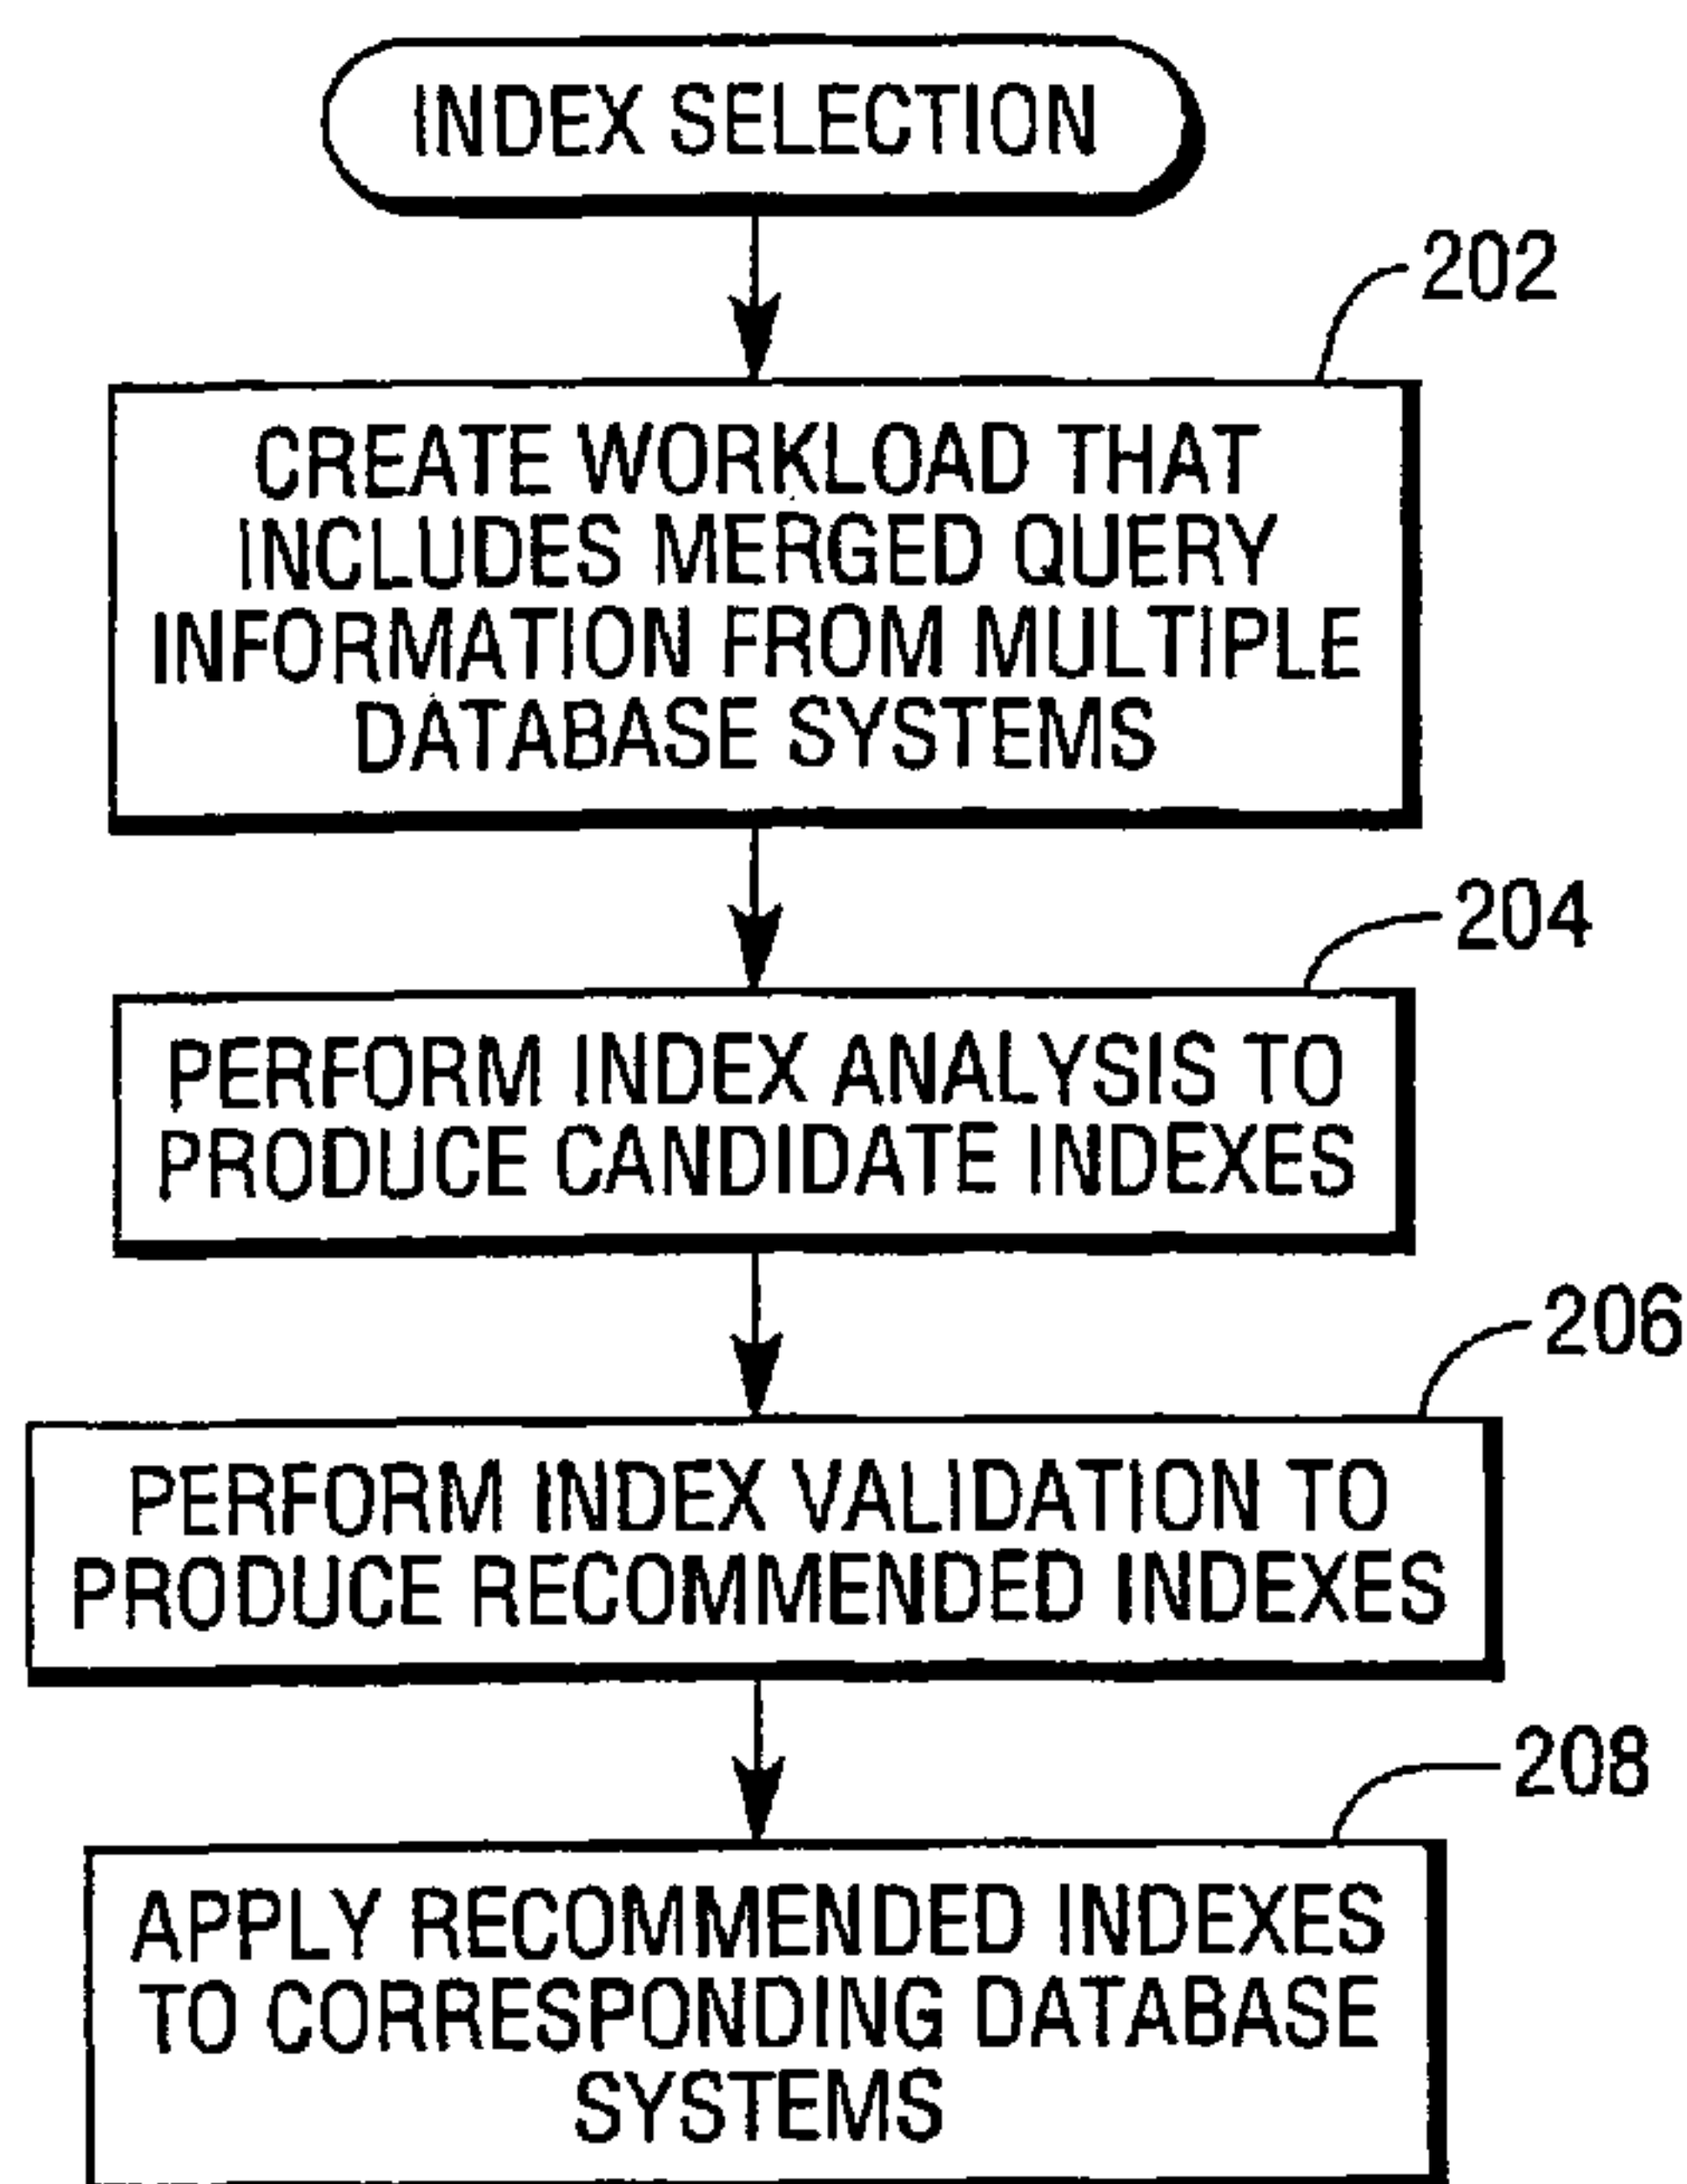 INDEX SELECTION
202
CREATE WORKLOAD THAT
INCLUDES MERGED QUERY
INFORMATION FROM MULTIPLE
DATABASE SYSTEMS
204
PERFORM INDEX ANALYSIS TO
PRODUCE CANDIDATE INDEXES
206
PERFORM INDEX VALIDATION TO
PRODUCE RECOMMENDED INDEXES
208
APPLY RECOMMENDED INDEXES
TO CORRESPONDING DATABASE
SYSTEMS